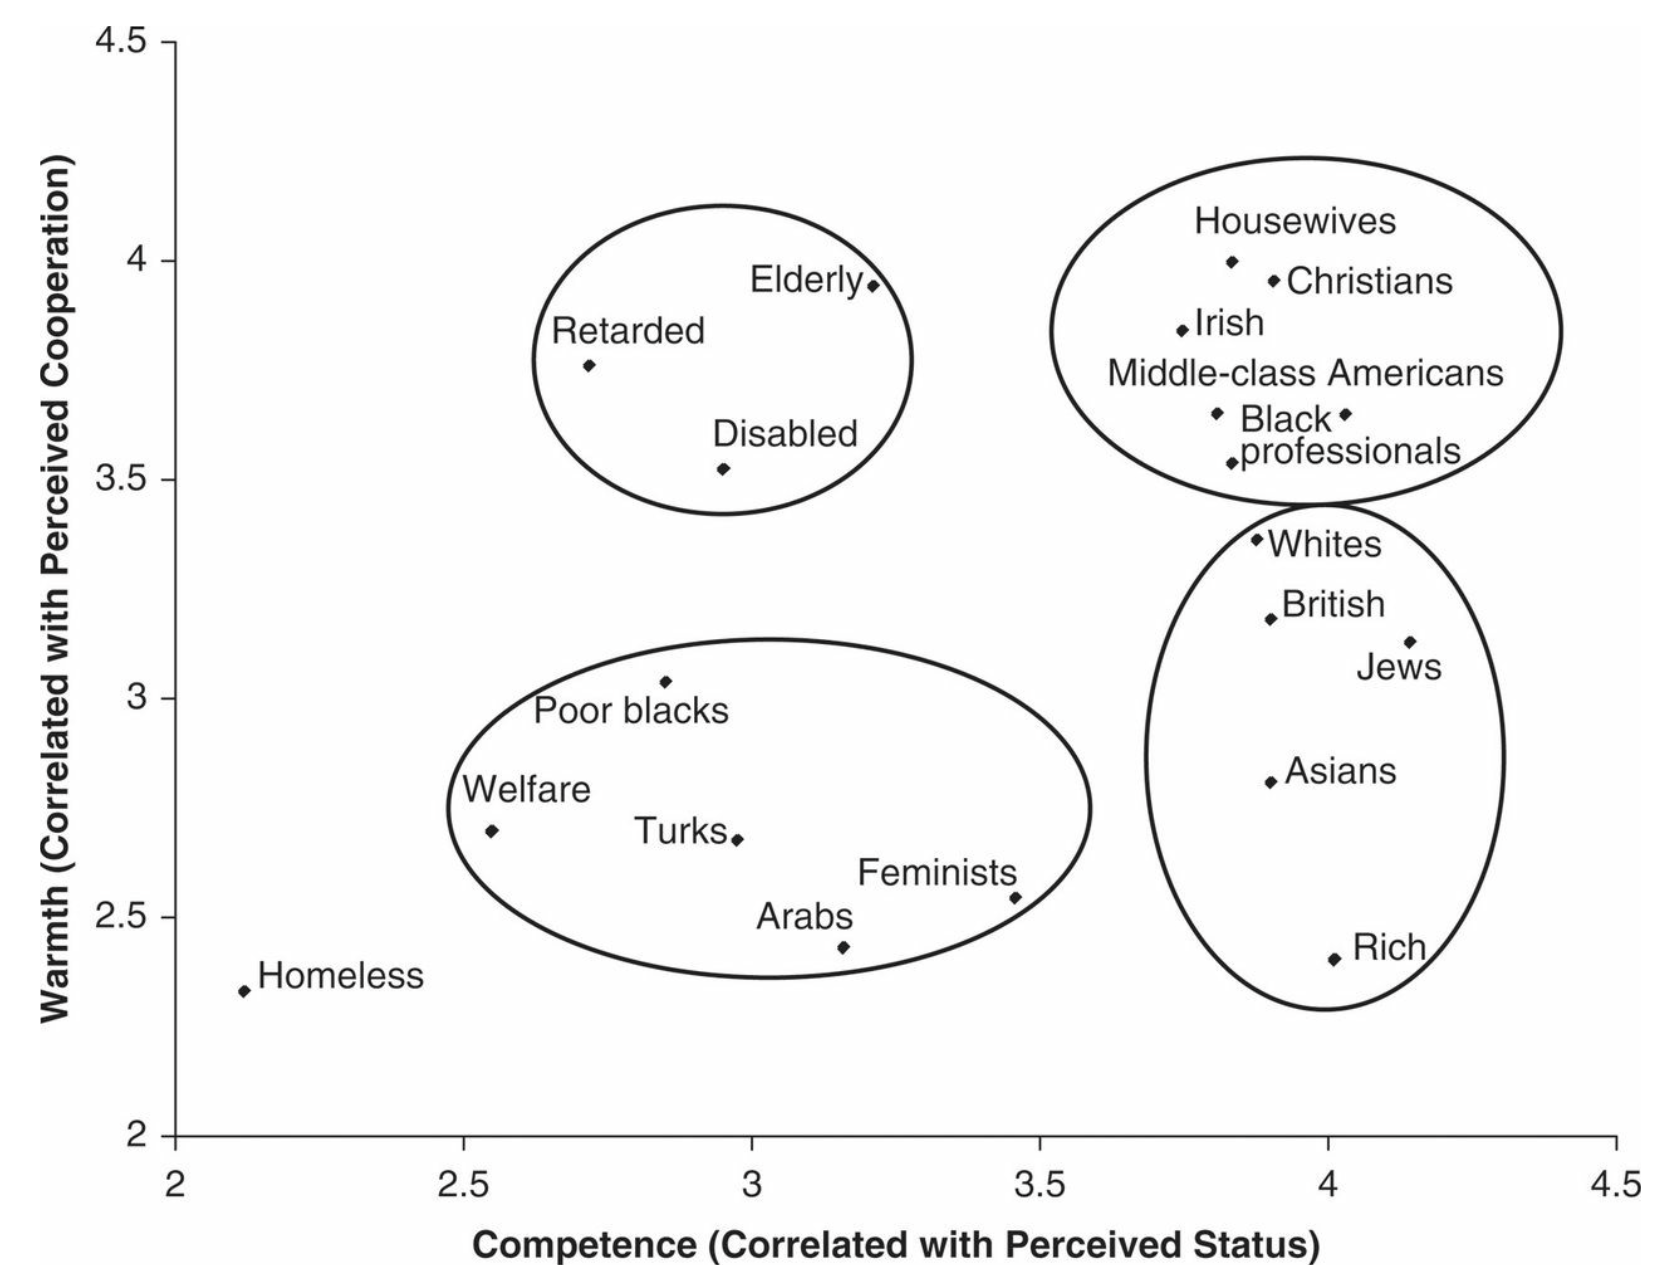 4.5
4
3.5
3
2.5
2
Warmth (Correlated with Perceived Cooperation)
Housewives
Elderly
Christians
Retarded
Irish
Middle-class Americans
Disabled
Black
professionals
Whites
British
Jews
Poor blacks
Asians
Welfare
Turks
Feminists
Arabs
Rich
Homeless
2
2.5
3
3.5
4
4.5
Competence (Correlated with Perceived Status)